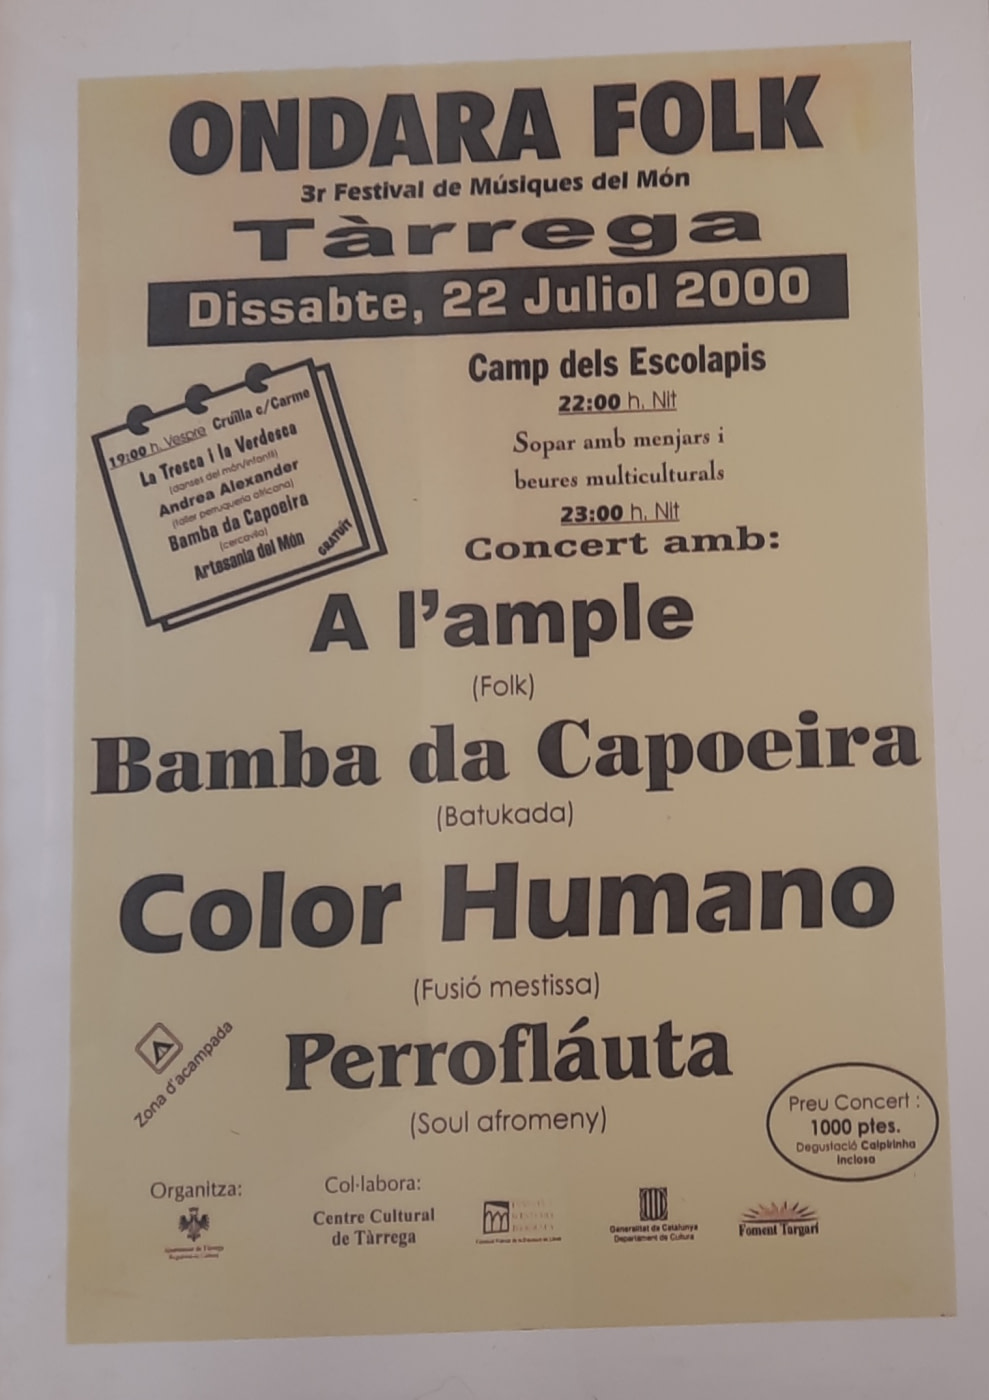 ONDARA FOLK
3r Festival de Músiques del Món
Tàrrega
Dissabte, 22 Juliol 2000
19:00 h. Vespre Cruïlla c/Carme
La Tresca i la Verdesca
(danses del món/infantil)
Andrea Alexander
(taller perruqueria africana)
Bamba da Capoeira
(cercavila)
Artesania del Món
GRATUÏT
Camp dels Escolapis
22:00 h. Nit
Sopar amb menjars i
beures multiculturals
23:00 h. Nit
Concert amb:
A l'ample
(Folk)
Bamba da Capoeira
(Batukada)
Color Humano
(Fusió mestissa)
Perrofláuta
(Soul afromeny)
Zona d'acampada
Preu Concert :
1000 ptes.
Degustació Caipirinha
inclosa
Organitza:
Ajuntament de Tàrrega
Col·labora:
Centre Cultural
de Tàrrega
Generalitat de Catalunya
Departament de Cultura
Foment Targarí